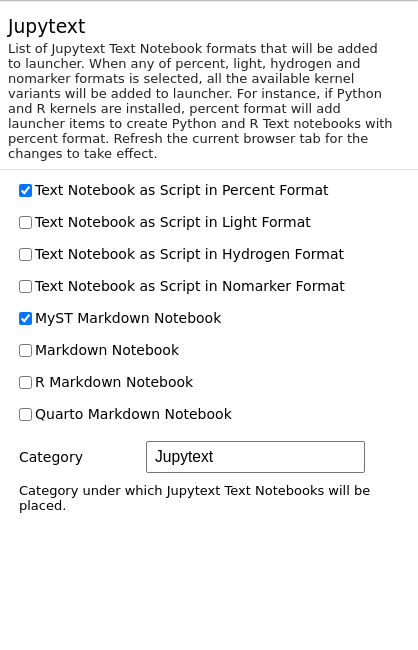 Jupytext
List of Jupytext Text Notebook formats that will be added
to launcher. When any of percent, light, hydrogen and
nomarker formats is selected, all the available kernel
variants will be added to launcher. For instance, if Python
and R kernels are installed, percent format will add
launcher items to create Python and R Text notebooks with
percent format. Refresh the current browser tab for the
changes to take effect.
Text Notebook as Script in Percent Format
Text Notebook as Script in Light Format
Text Notebook as Script in Hydrogen Format
Text Notebook as Script in Nomarker Format
MyST Markdown Notebook
Markdown Notebook
R Markdown Notebook
Quarto Markdown Notebook
Category Jupytext
Category under which Jupytext Text Notebooks will be
placed.